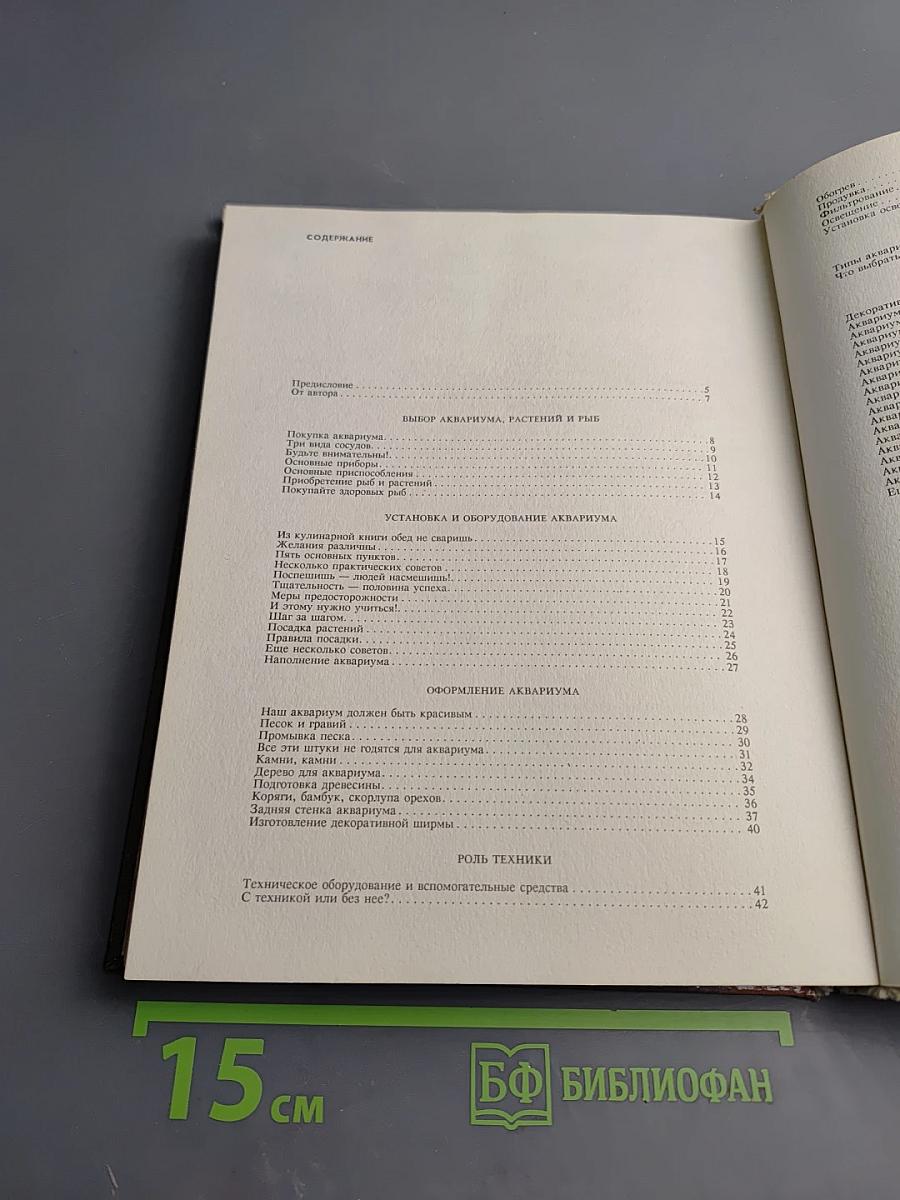 СОДЕРЖАНИЕ
Предисловие . . . 5
От автора . . . 7
ВЫБОР АКВАРИУМА, РАСТЕНИЙ И РЫБ
Покупка аквариума. . . . 8
Три вида сосудов. . . . 9
Будьте внимательны!. . . . 10
Основные приборы. . . . 11
Основные приспособления . . . 12
Приобретение рыб и растений . . . 13
Покупайте здоровых рыб . . . 14
УСТАНОВКА И ОБОРУДОВАНИЕ АКВАРИУМА
Из кулинарной книги обед не сваришь . . . 15
Желания различны . . . 16
Пять основных пунктов. . . . 17
Несколько практических советов . . . 18
Поспешишь — людей насмешишь!. . . . 19
Тщательность — половина успеха. . . . 20
Меры предосторожности . . . 21
И этому нужно учиться!. . . . 22
Шаг за шагом. . . . 23
Посадка растений . . . 24
Правила посадки. . . . 25
Еще несколько советов. . . . 26
Наполнение аквариума . . . 27
ОФОРМЛЕНИЕ АКВАРИУМА
Наш аквариум должен быть красивым . . . 28
Песок и гравий . . . 29
Промывка песка. . . . 30
Все эти штуки не годятся для аквариума. . . . 31
Камни, камни . . . 32
Дерево для аквариума. . . . 34
Подготовка древесины. . . . 35
Коряги, бамбук, скорлупа орехов. . . . 36
Задняя стенка аквариума . . . 37
Изготовление декоративной ширмы . . . 40
РОЛЬ ТЕХНИКИ
Техническое оборудование и вспомогательные средства . . . 41
С техникой или без нее?. . . . 42
Обогрев . . .
Продувка. . . .
Фильтрование . . .
Освещение . . .
Установка осв
Типы аквари
Что выбрать
Декоратив
Аквариум
Аквариум
Аквариу
Аквариу
15 см
БФ БИБЛИОФАН